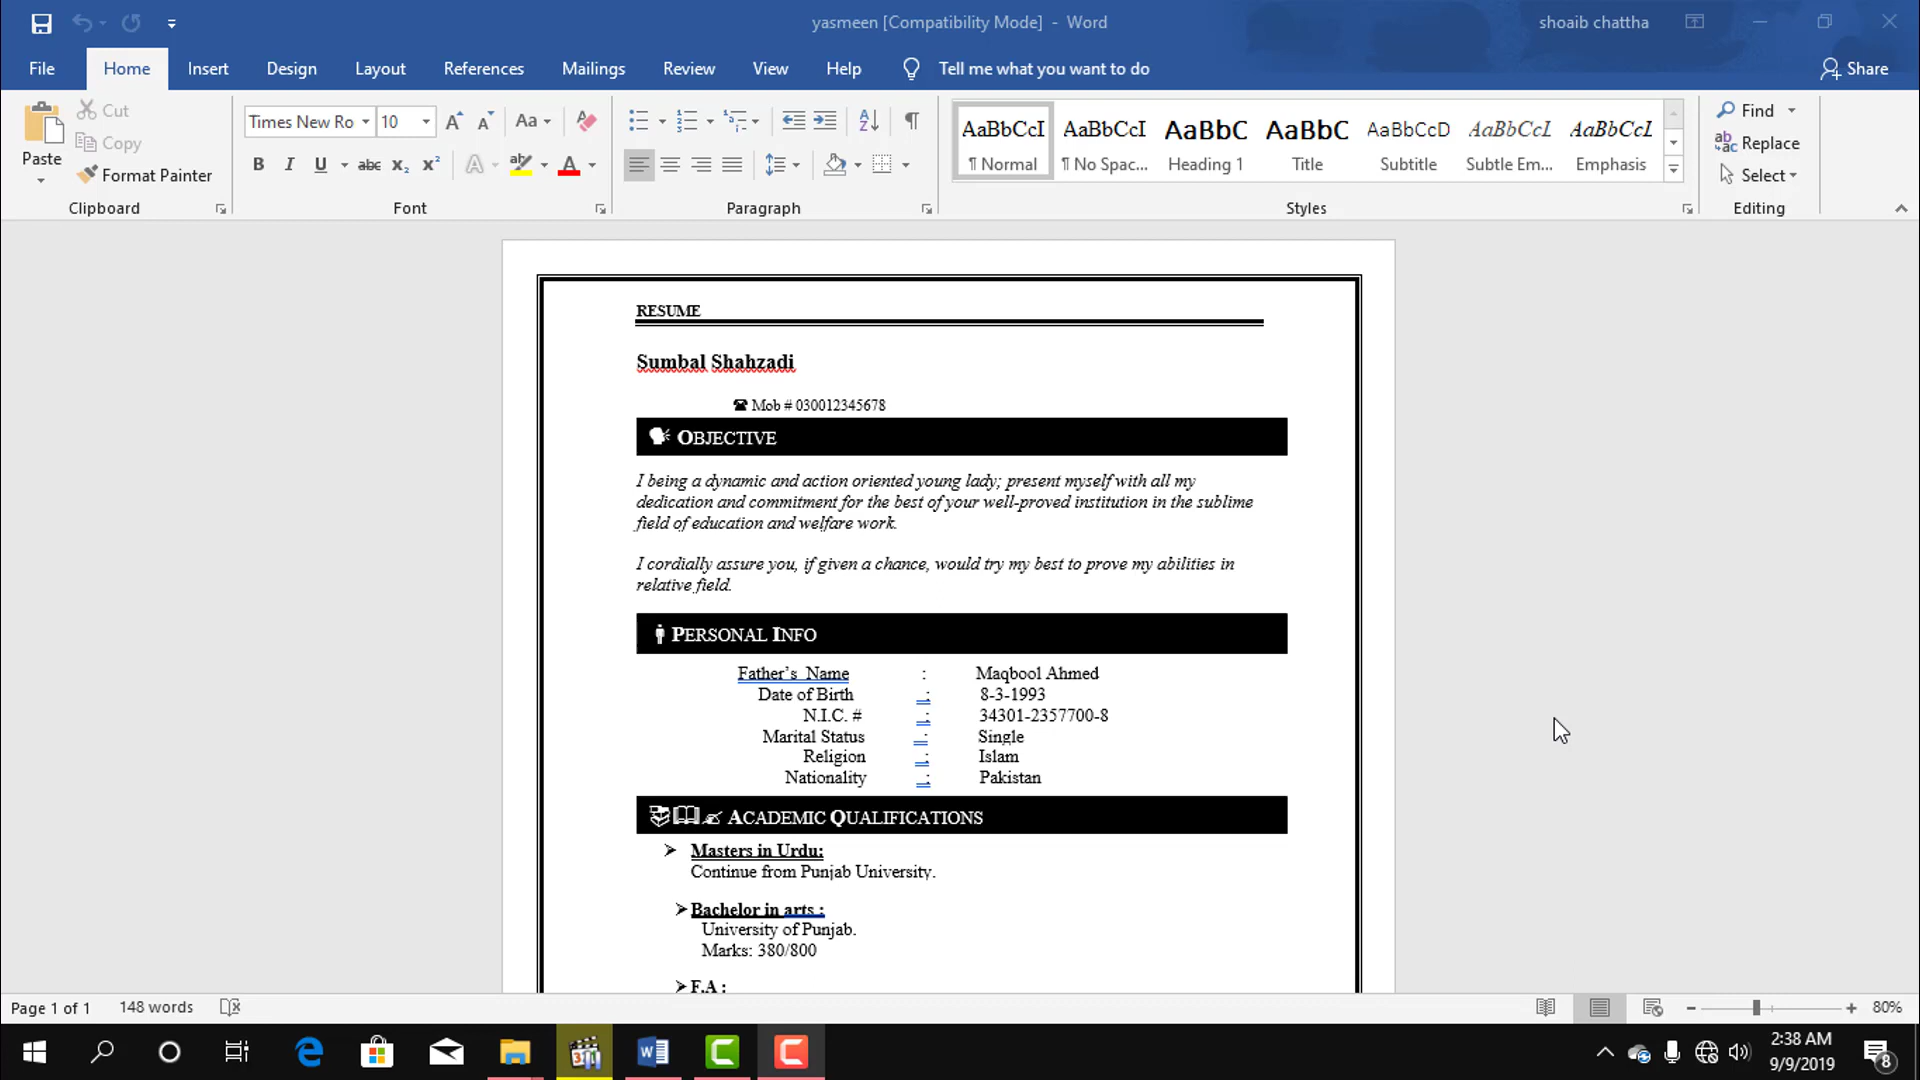 yasmeen [Compatibility Mode] - Word
shoaib chattha
File Home Insert Design Layout References Mailings Review View Help Tell me what you want to do Share
Paste
Cut
Copy
Format Painter
Clipboard
Times New Ro 10
Font
Paragraph
AaBbCcI AaBbCcI AaBbC AaBbC AaBbCcD AaBbCcI AaBbCcI
¶ Normal ¶ No Spac... Heading 1 Title Subtitle Subtle Em... Emphasis
Styles
Find
Replace
Select
Editing
RESUME
Sumbal Shahzadi
☎ Mob # 030012345678
OBJECTIVE
I being a dynamic and action oriented young lady; present myself with all my
dedication and commitment for the best of your well-proved institution in the sublime
field of education and welfare work.
I cordially assure you, if given a chance, would try my best to prove my abilities in
relative field.
PERSONAL INFO
Father’s Name : Maqbool Ahmed
Date of Birth : 8-3-1993
N.I.C. # : 34301-2357700-8
Marital Status : Single
Religion : Islam
Nationality : Pakistan
ACADEMIC QUALIFICATIONS
➢ Masters in Urdu:
Continue from Punjab University.
➢ Bachelor in arts :
University of Punjab.
Marks: 380/800
➢ F.A :
Page 1 of 1 148 words 80%
2:38 AM
9/9/2019
8